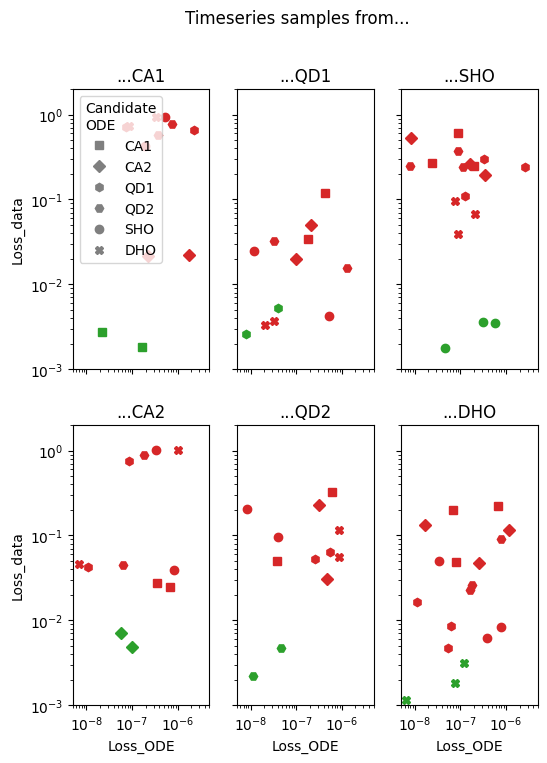 Timeseries samples from...
...CA1
...QD1
...SHO
Candidate
ODE
CA1
CA2
QD1
QD2
SHO
DHO
Loss_data
10⁰
10⁻¹
10⁻²
10⁻³
...CA2
...QD2
...DHO
Loss_data
10⁰
10⁻¹
10⁻²
10⁻³
10⁻⁸ 10⁻⁷ 10⁻⁶
10⁻⁸ 10⁻⁷ 10⁻⁶
10⁻⁸ 10⁻⁷ 10⁻⁶
Loss_ODE
Loss_ODE
Loss_ODE